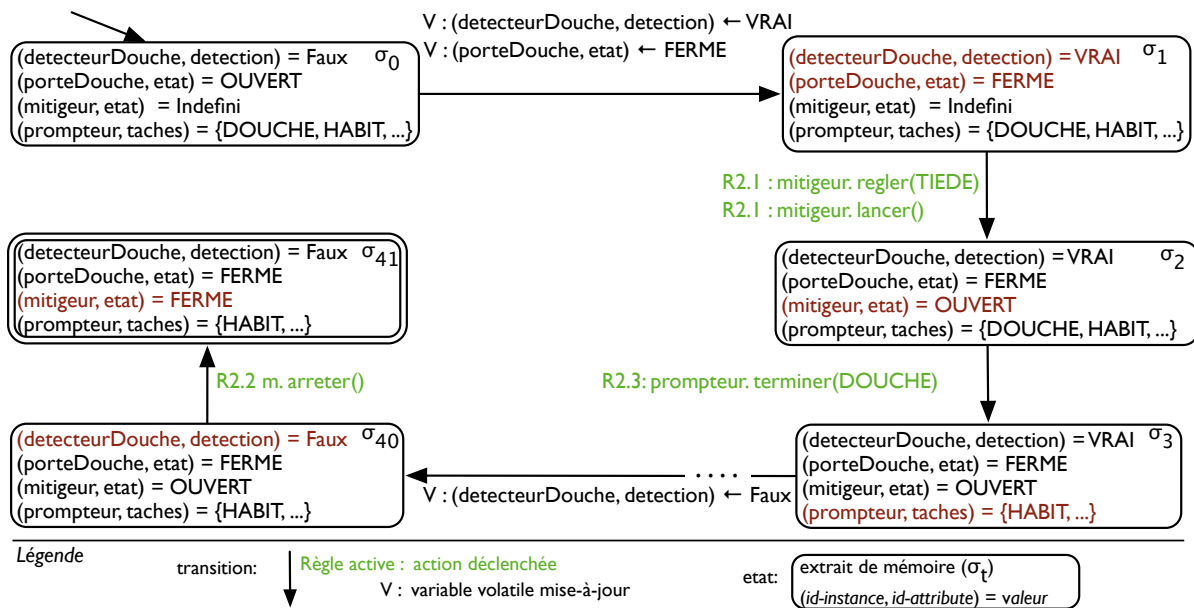 V : (detecteurDouche, detection) ← VRAI
V : (porteDouche, etat) ← FERME
(detecteurDouche, detection) = Faux σ0
(porteDouche, etat) = OUVERT
(mitigeur, etat) = Indefini
(prompteur, taches) = {DOUCHE, HABIT, ...}
(detecteurDouche, detection) = VRAI σ1
(porteDouche, etat) = FERME
(mitigeur, etat) = Indefini
(prompteur, taches) = {DOUCHE, HABIT, ...}
R2.1 : mitigeur. regler(TIEDE)
R2.1 : mitigeur. lancer()
(detecteurDouche, detection) = VRAI σ2
(porteDouche, etat) = FERME
(mitigeur, etat) = OUVERT
(prompteur, taches) = {DOUCHE, HABIT, ...}
R2.3: prompteur. terminer(DOUCHE)
(detecteurDouche, detection) = VRAI σ3
(porteDouche, etat) = FERME
(mitigeur, etat) = OUVERT
(prompteur, taches) = {HABIT, ...}
....
V : (detecteurDouche, detection) ← Faux
(detecteurDouche, detection) = Faux σ40
(porteDouche, etat) = FERME
(mitigeur, etat) = OUVERT
(prompteur, taches) = {HABIT, ...}
R2.2 m. arreter()
(detecteurDouche, detection) = Faux σ41
(porteDouche, etat) = FERME
(mitigeur, etat) = FERME
(prompteur, taches) = {HABIT, ...}
Légende
transition:
Règle active : action déclenchée
V : variable volatile mise-à-jour
etat:
extrait de mémoire (σt)
(id-instance, id-attribute) = valeur